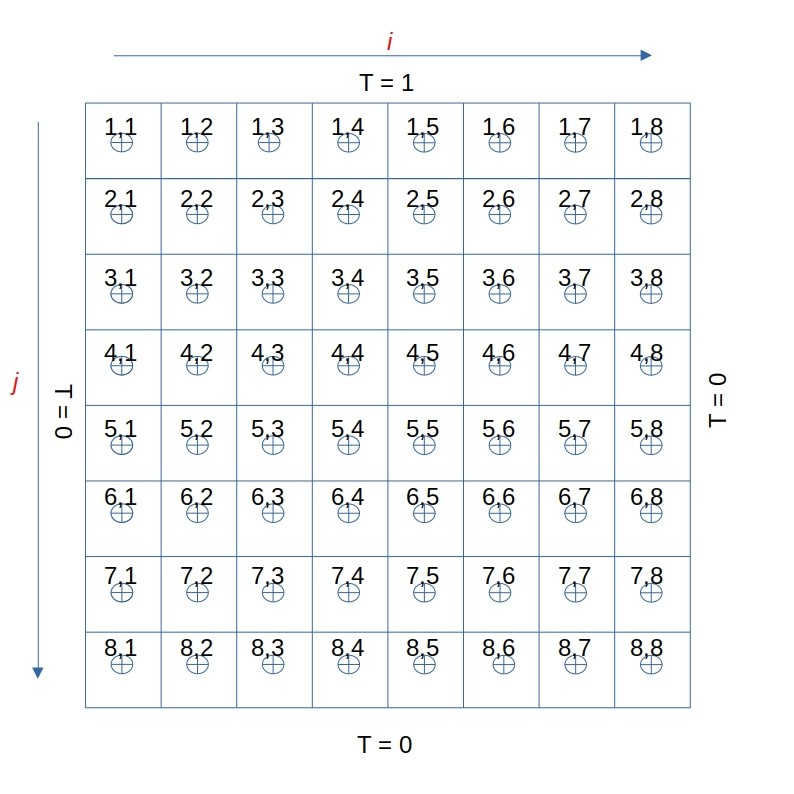 i
T = 1
1,1 1,2 1,3 1,4 1,5 1,6 1,7 1,8
2,1 2,2 2,3 2,4 2,5 2,6 2,7 2,8
3,1 3,2 3,3 3,4 3,5 3,6 3,7 3,8
4,1 4,2 4,3 4,4 4,5 4,6 4,7 4,8
j
T = 0
T = 0
5,1 5,2 5,3 5,4 5,5 5,6 5,7 5,8
6,1 6,2 6,3 6,4 6,5 6,6 6,7 6,8
7,1 7,2 7,3 7,4 7,5 7,6 7,7 7,8
8,1 8,2 8,3 8,4 8,5 8,6 8,7 8,8
T = 0